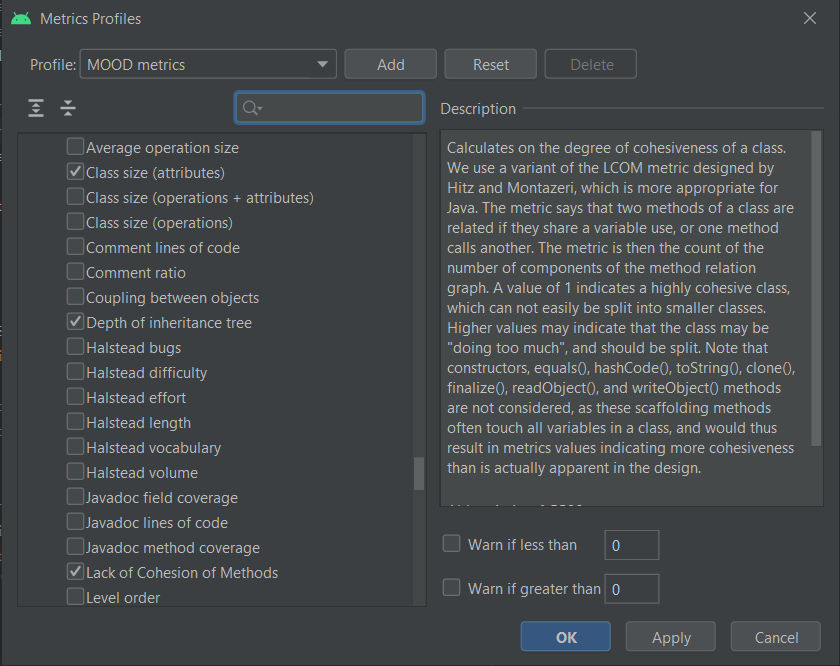 Metrics Profiles
Profile: MOOD metrics Add Reset Delete
Description
Average operation size
Class size (attributes)
Class size (operations + attributes)
Class size (operations)
Comment lines of code
Comment ratio
Coupling between objects
Depth of inheritance tree
Halstead bugs
Halstead difficulty
Halstead effort
Halstead length
Halstead vocabulary
Halstead volume
Javadoc field coverage
Javadoc lines of code
Javadoc method coverage
Lack of Cohesion of Methods
Level order
Calculates on the degree of cohesiveness of a class.
We use a variant of the LCOM metric designed by
Hitz and Montazeri, which is more appropriate for
Java. The metric says that two methods of a class are
related if they share a variable use, or one method
calls another. The metric is then the count of the
number of components of the method relation
graph. A value of 1 indicates a highly cohesive class,
which can not easily be split into smaller classes.
Higher values may indicate that the class may be
"doing too much", and should be split. Note that
constructors, equals(), hashCode(), toString(), clone(),
finalize(), readObject(), and writeObject() methods
are not considered, as these scaffolding methods
often touch all variables in a class, and would thus
result in metrics values indicating more cohesiveness
than is actually apparent in the design.
Warn if less than 0
Warn if greater than 0
OK Apply Cancel